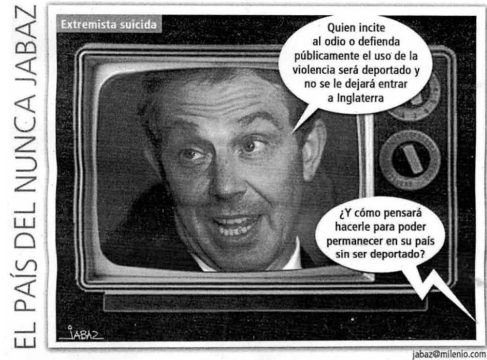 EL PAÍS DEL NUNCA JABAZ
Extremista suicida
Quien incite
al odio o defienda
públicamente el uso de la
violencia será deportado y
no se le dejará entrar
a Inglaterra
¿Y cómo pensará
hacerle para poder
permanecer en su país
sin ser deportado?
JABAZ
jabaz@milenio.com